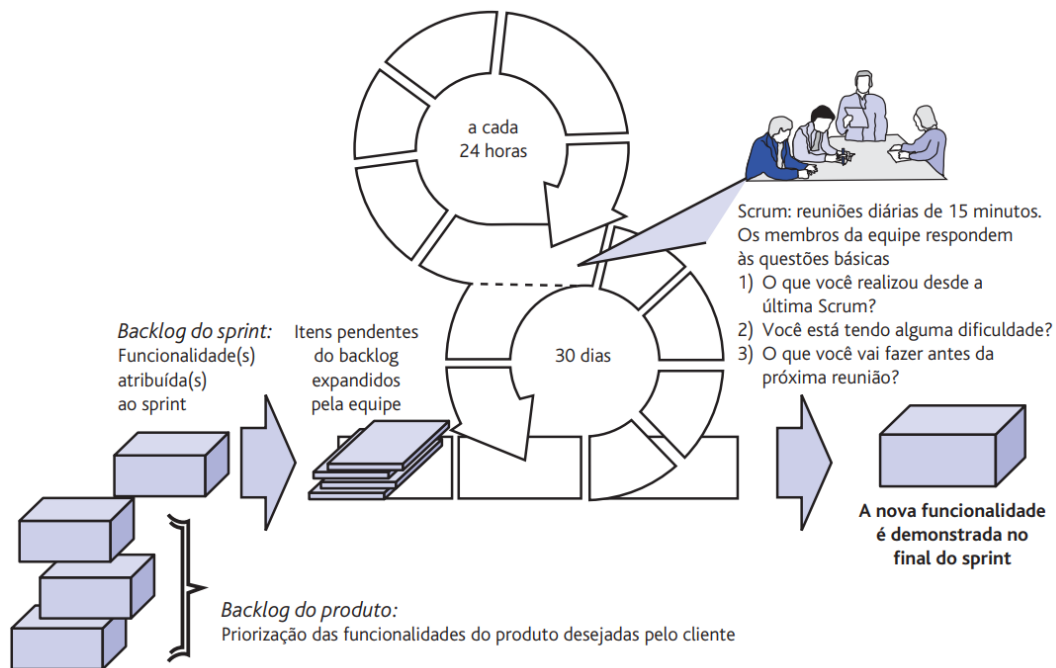 a cada
24 horas
Scrum: reuniões diárias de 15 minutos.
Os membros da equipe respondem
às questões básicas
1) O que você realizou desde a
última Scrum?
2) Você está tendo alguma dificuldade?
3) O que você vai fazer antes da
próxima reunião?
30 dias
Backlog do sprint:
Funcionalidade(s)
atribuída(s)
ao sprint
Itens pendentes
do backlog
expandidos
pela equipe
A nova funcionalidade
é demonstrada no
final do sprint
Backlog do produto:
Priorização das funcionalidades do produto desejadas pelo cliente